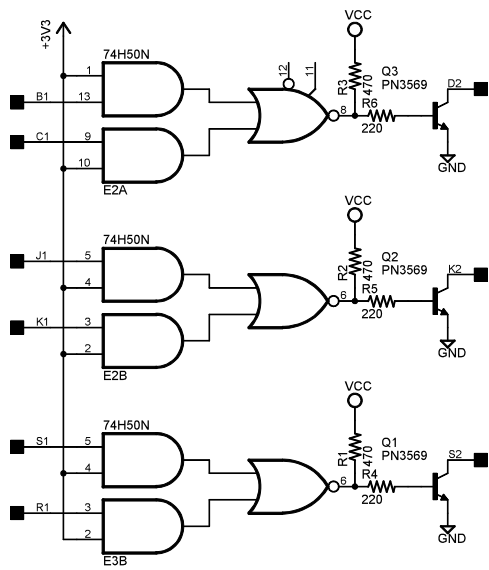 +3V3
74H50N
VCC
1
12
11
Q3
PN3569
D2
B1
13
R3
470
R6
8
220
C1
9
10
GND
E2A
74H50N
VCC
J1
5
Q2
PN3569
K2
4
R2
470
R5
6
220
K1
3
2
GND
E2B
74H50N
VCC
S1
5
Q1
PN3569
S2
4
R1
470
R4
6
220
R1
3
2
GND
E3B